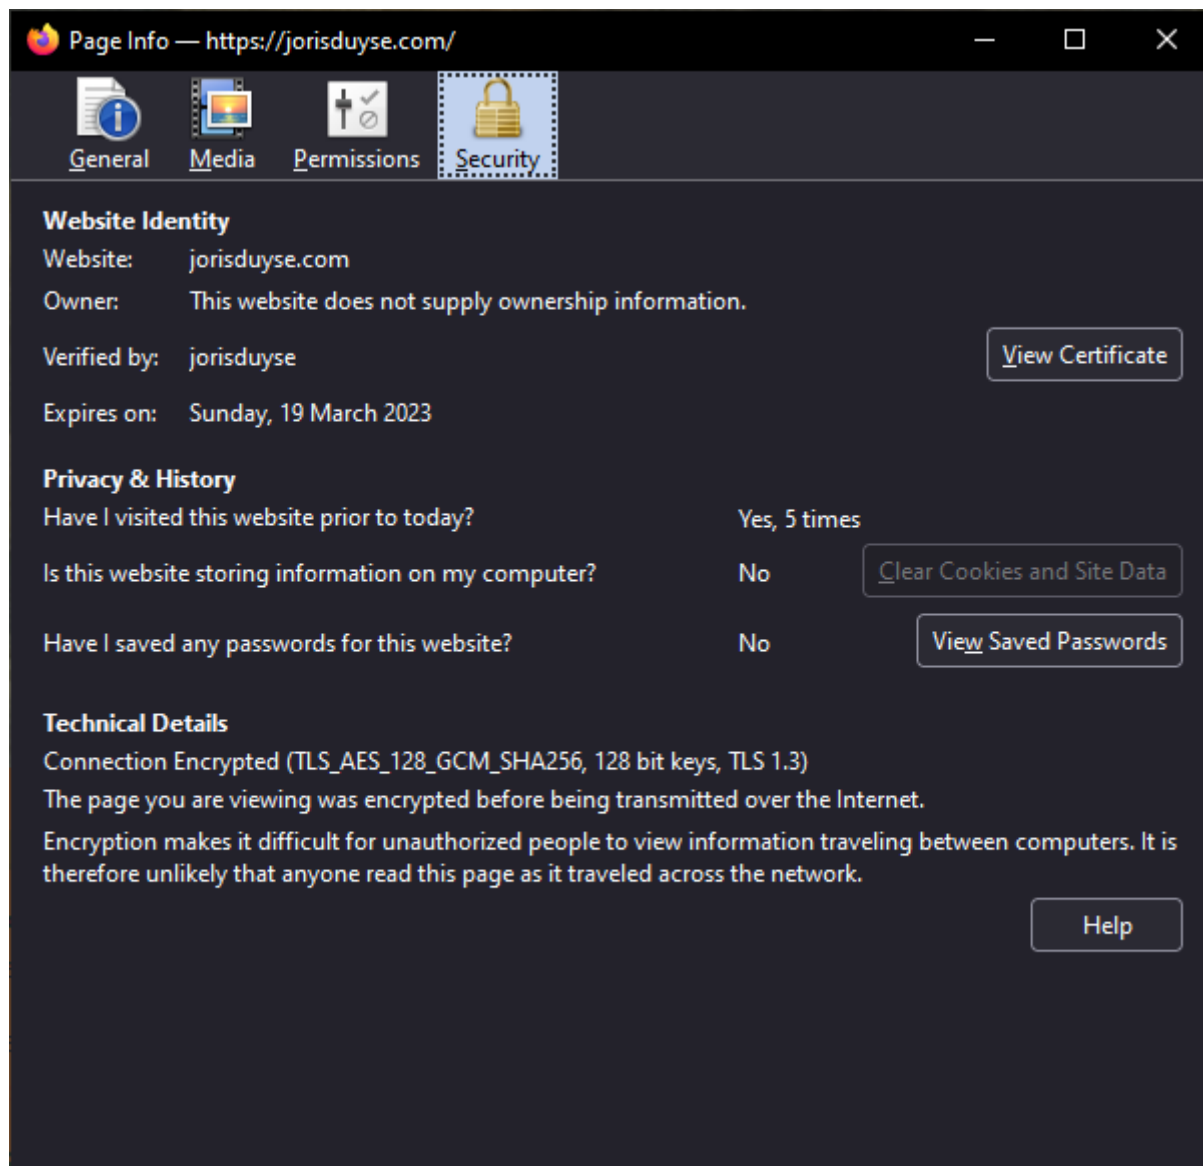 Page Info — https://jorisduyse.com/
General Media Permissions Security
Website Identity
Website: jorisduyse.com
Owner: This website does not supply ownership information.
Verified by: jorisduyse View Certificate
Expires on: Sunday, 19 March 2023
Privacy & History
Have I visited this website prior to today? Yes, 5 times
Is this website storing information on my computer? No Clear Cookies and Site Data
Have I saved any passwords for this website? No View Saved Passwords
Technical Details
Connection Encrypted (TLS_AES_128_GCM_SHA256, 128 bit keys, TLS 1.3)
The page you are viewing was encrypted before being transmitted over the Internet.
Encryption makes it difficult for unauthorized people to view information traveling between computers. It is
therefore unlikely that anyone read this page as it traveled across the network.
Help